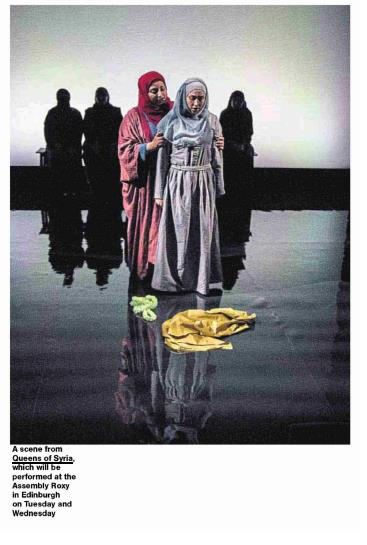 A scene from
Queens of Syria,
which will be
performed at the
Assembly Roxy
in Edinburgh
on Tuesday and
Wednesday